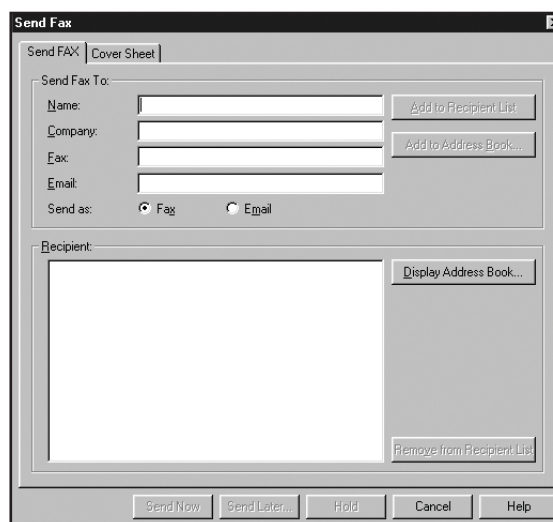 Send Fax
Send FAX Cover Sheet
Send Fax To:
Name: Add to Recipient List
Company:
Add to Address Book...
Fax:
Email:
Send as: Fax Email
Recipient:
Display Address Book...
Remove from Recipient List
Send Now Send Later... Hold Cancel Help